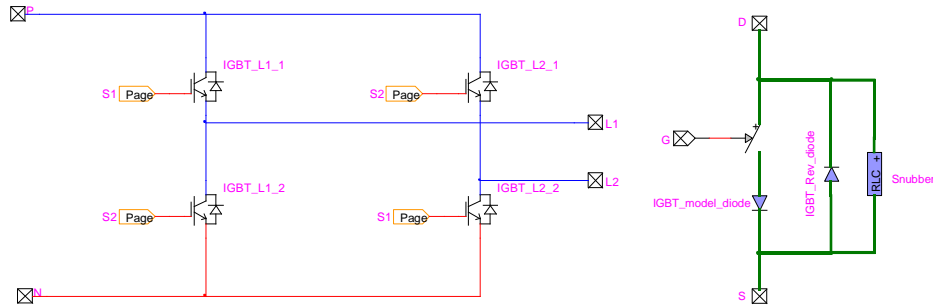 P
IGBT_L1_1
S1 Page
IGBT_L2_1
S2 Page
L1
L2
IGBT_L1_2
S2 Page
IGBT_L2_2
S1 Page
N
D
G
+
IGBT_model_diode
IGBT_Rev_diode
RLC +
Snubber
S